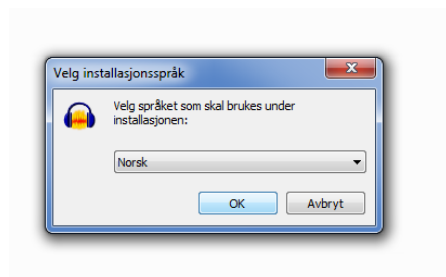 Velg installasjonsspråk
Velg språket som skal brukes under
installasjonen:
Norsk
OK
Avbryt